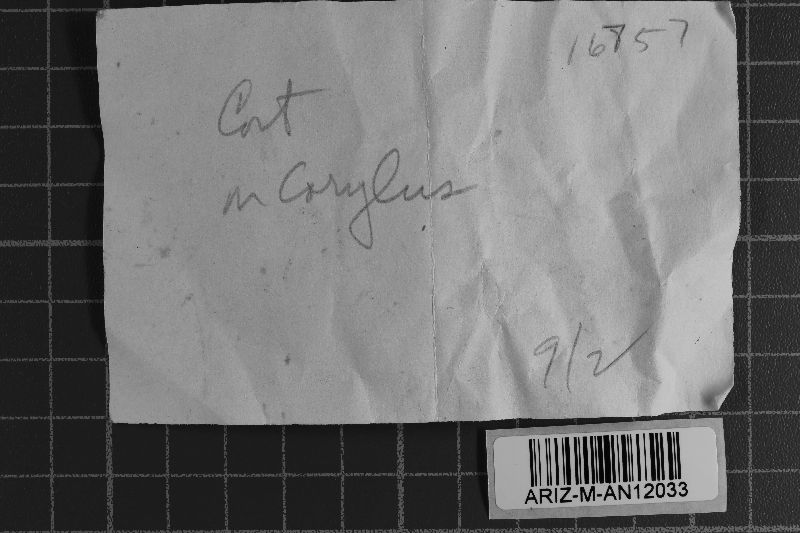 16757
Cort
on Corylus
9/2
ARIZ-M-AN12033